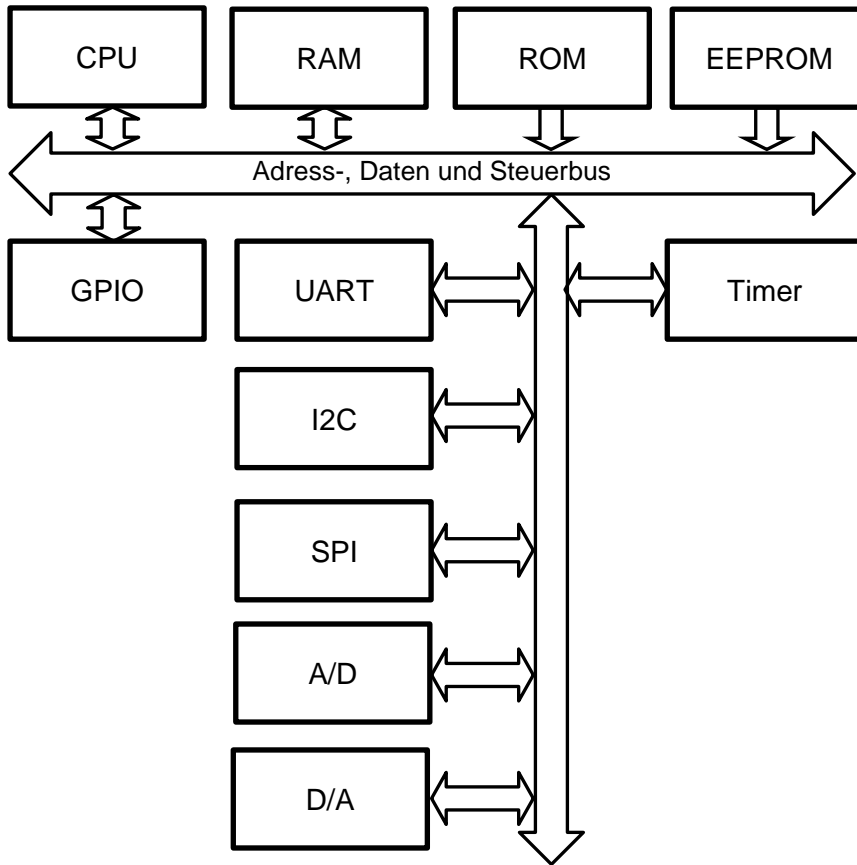 CPU
RAM
ROM
EEPROM
Adress-, Daten und Steuerbus
GPIO
UART
Timer
I2C
SPI
A/D
D/A